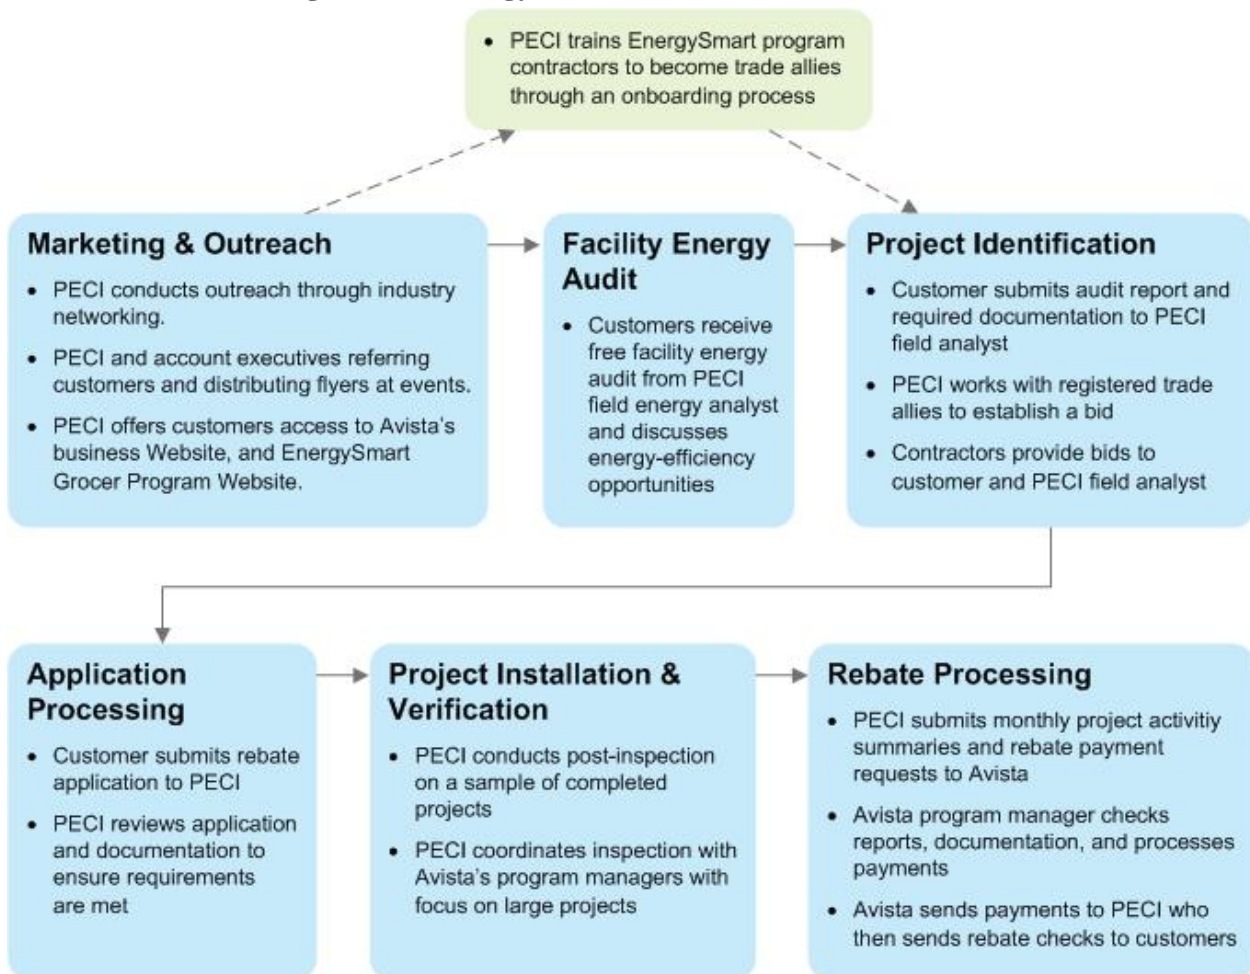 • PECI trains EnergySmart program
contractors to become trade allies
through an onboarding process
Marketing & Outreach
• PECI conducts outreach through industry
networking.
• PECI and account executives referring
customers and distributing flyers at events.
• PECI offers customers access to Avista's
business Website, and EnergySmart
Grocer Program Website.
Facility Energy
Audit
• Customers receive
free facility energy
audit from PECI
field energy analyst
and discusses
energy-efficiency
opportunities
Project Identification
• Customer submits audit report and
required documentation to PECI
field analyst
• PECI works with registered trade
allies to establish a bid
• Contractors provide bids to
customer and PECI field analyst
Application
Processing
• Customer submits rebate
application to PECI
• PECI reviews application
and documentation to
ensure requirements
are met
Project Installation &
Verification
• PECI conducts post-inspection
on a sample of completed
projects
• PECI coordinates inspection with
Avista's program managers with
focus on large projects
Rebate Processing
• PECI submits monthly project activitiy
summaries and rebate payment
requests to Avista
• Avista program manager checks
reports, documentation, and processes
payments
• Avista sends payments to PECI who
then sends rebate checks to customers